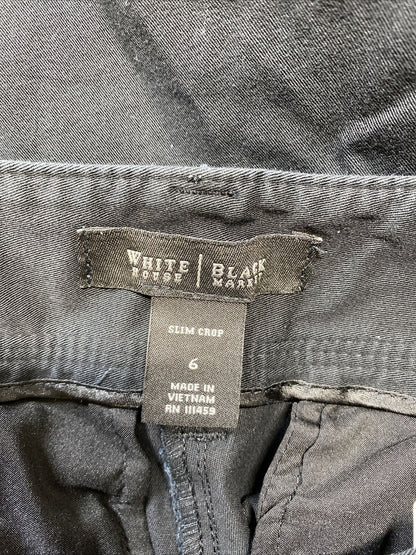 WHITE | BLACK
HOUSE | MARKET
SLIM CROP
6
MADE IN
VIETNAM
RN 111459